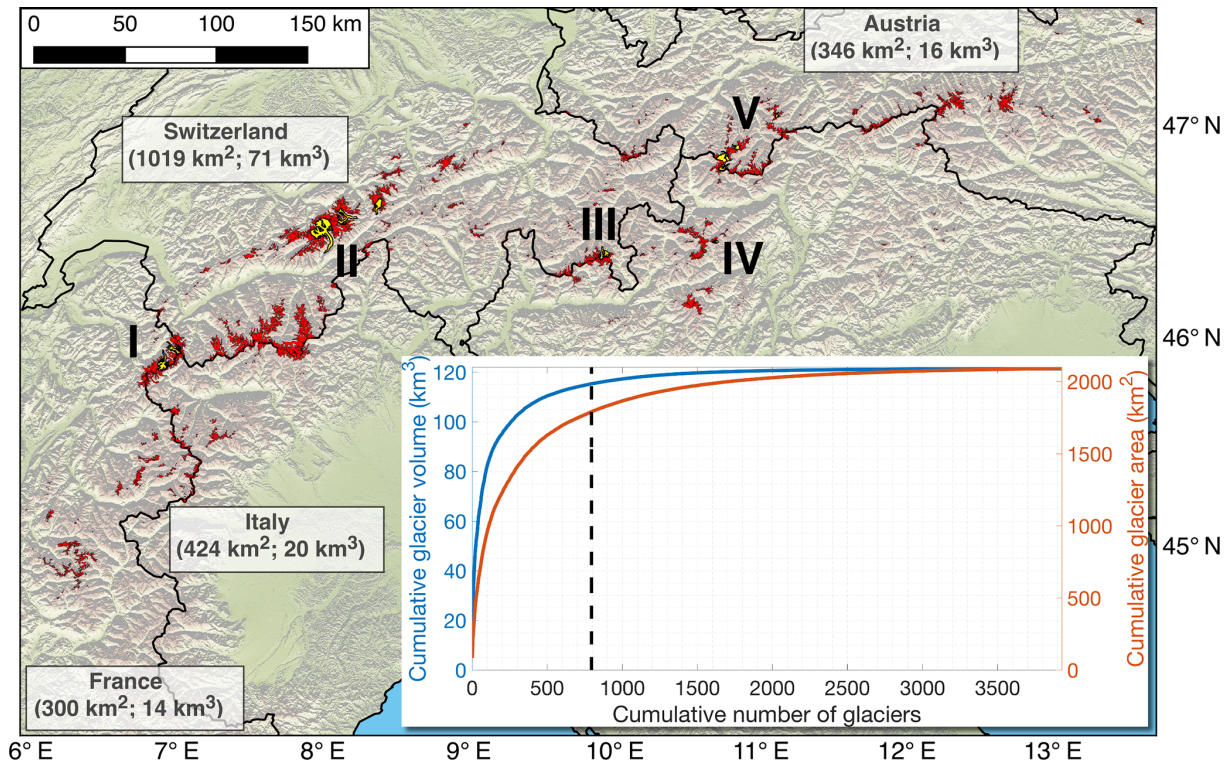 0 50 100 150 km
Austria
(346 km²; 16 km³)
Switzerland
(1019 km²; 71 km³)
V
47° N
III
II
IV
I
46° N
Italy
(424 km²; 20 km³)
45° N
France
(300 km²; 14 km³)
Cumulative glacier volume (km³)
120
100
80
60
40
20
0
2000
1500
1000
500
0
Cumulative glacier area (km²)
0 500 1000 1500 2000 2500 3000 3500
Cumulative number of glaciers
6° E 7° E 8° E 9° E 10° E 11° E 12° E 13° E